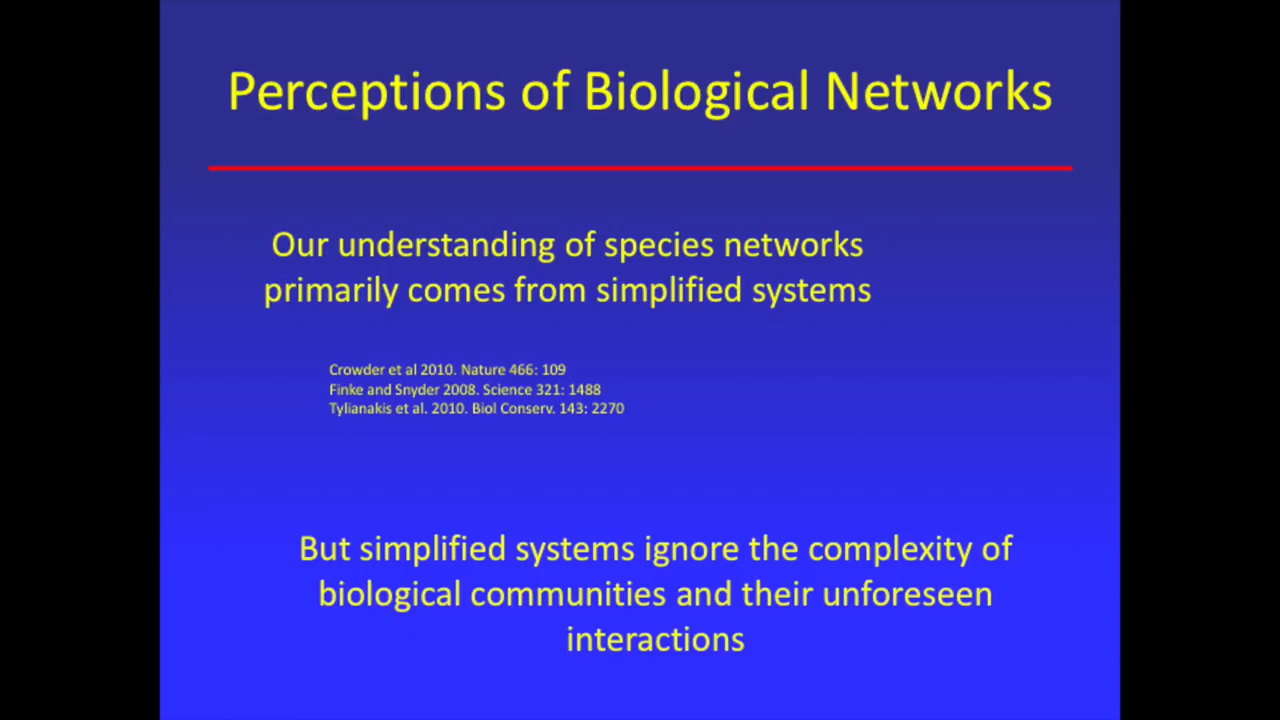 Perceptions of Biological Networks
Our understanding of species networks
primarily comes from simplified systems
Crowder et al 2010. Nature 466: 109
Finke and Snyder 2008. Science 321: 1488
Tylianakis et al. 2010. Biol Conserv. 143: 2270
But simplified systems ignore the complexity of
biological communities and their unforeseen
interactions